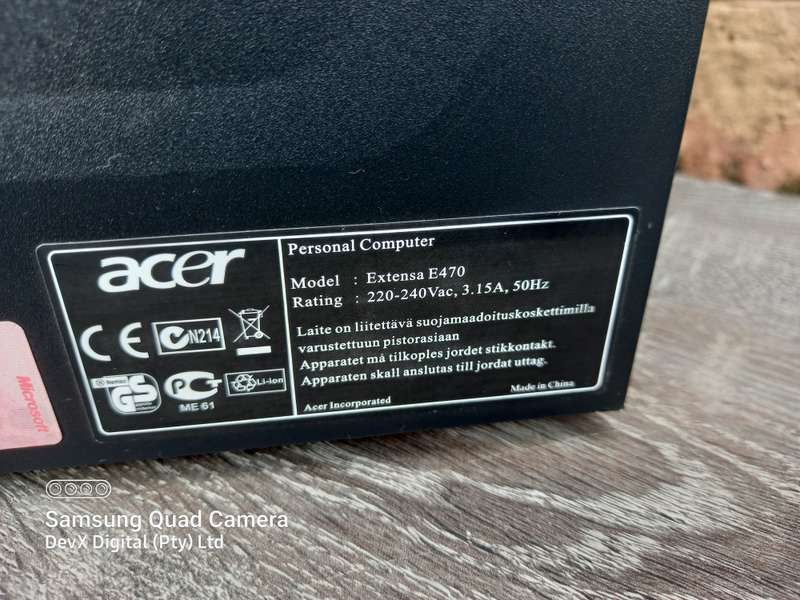 acer
Personal Computer
Model : Extensa E470
Rating : 220-240Vac, 3.15A, 50Hz
Laite on liitettävä suojamaadoituskoskettimilla
varustettuun pistorasiaan
Apparatet må tilkoples jordet stikkontakt.
Apparaten skall anslutas till jordat uttag.
Made in China
Acer Incorporated
CE
N214
Nemko
GS
ME 61
Li-ion
Microsoft
Samsung Quad Camera
DevX Digital (Pty) Ltd